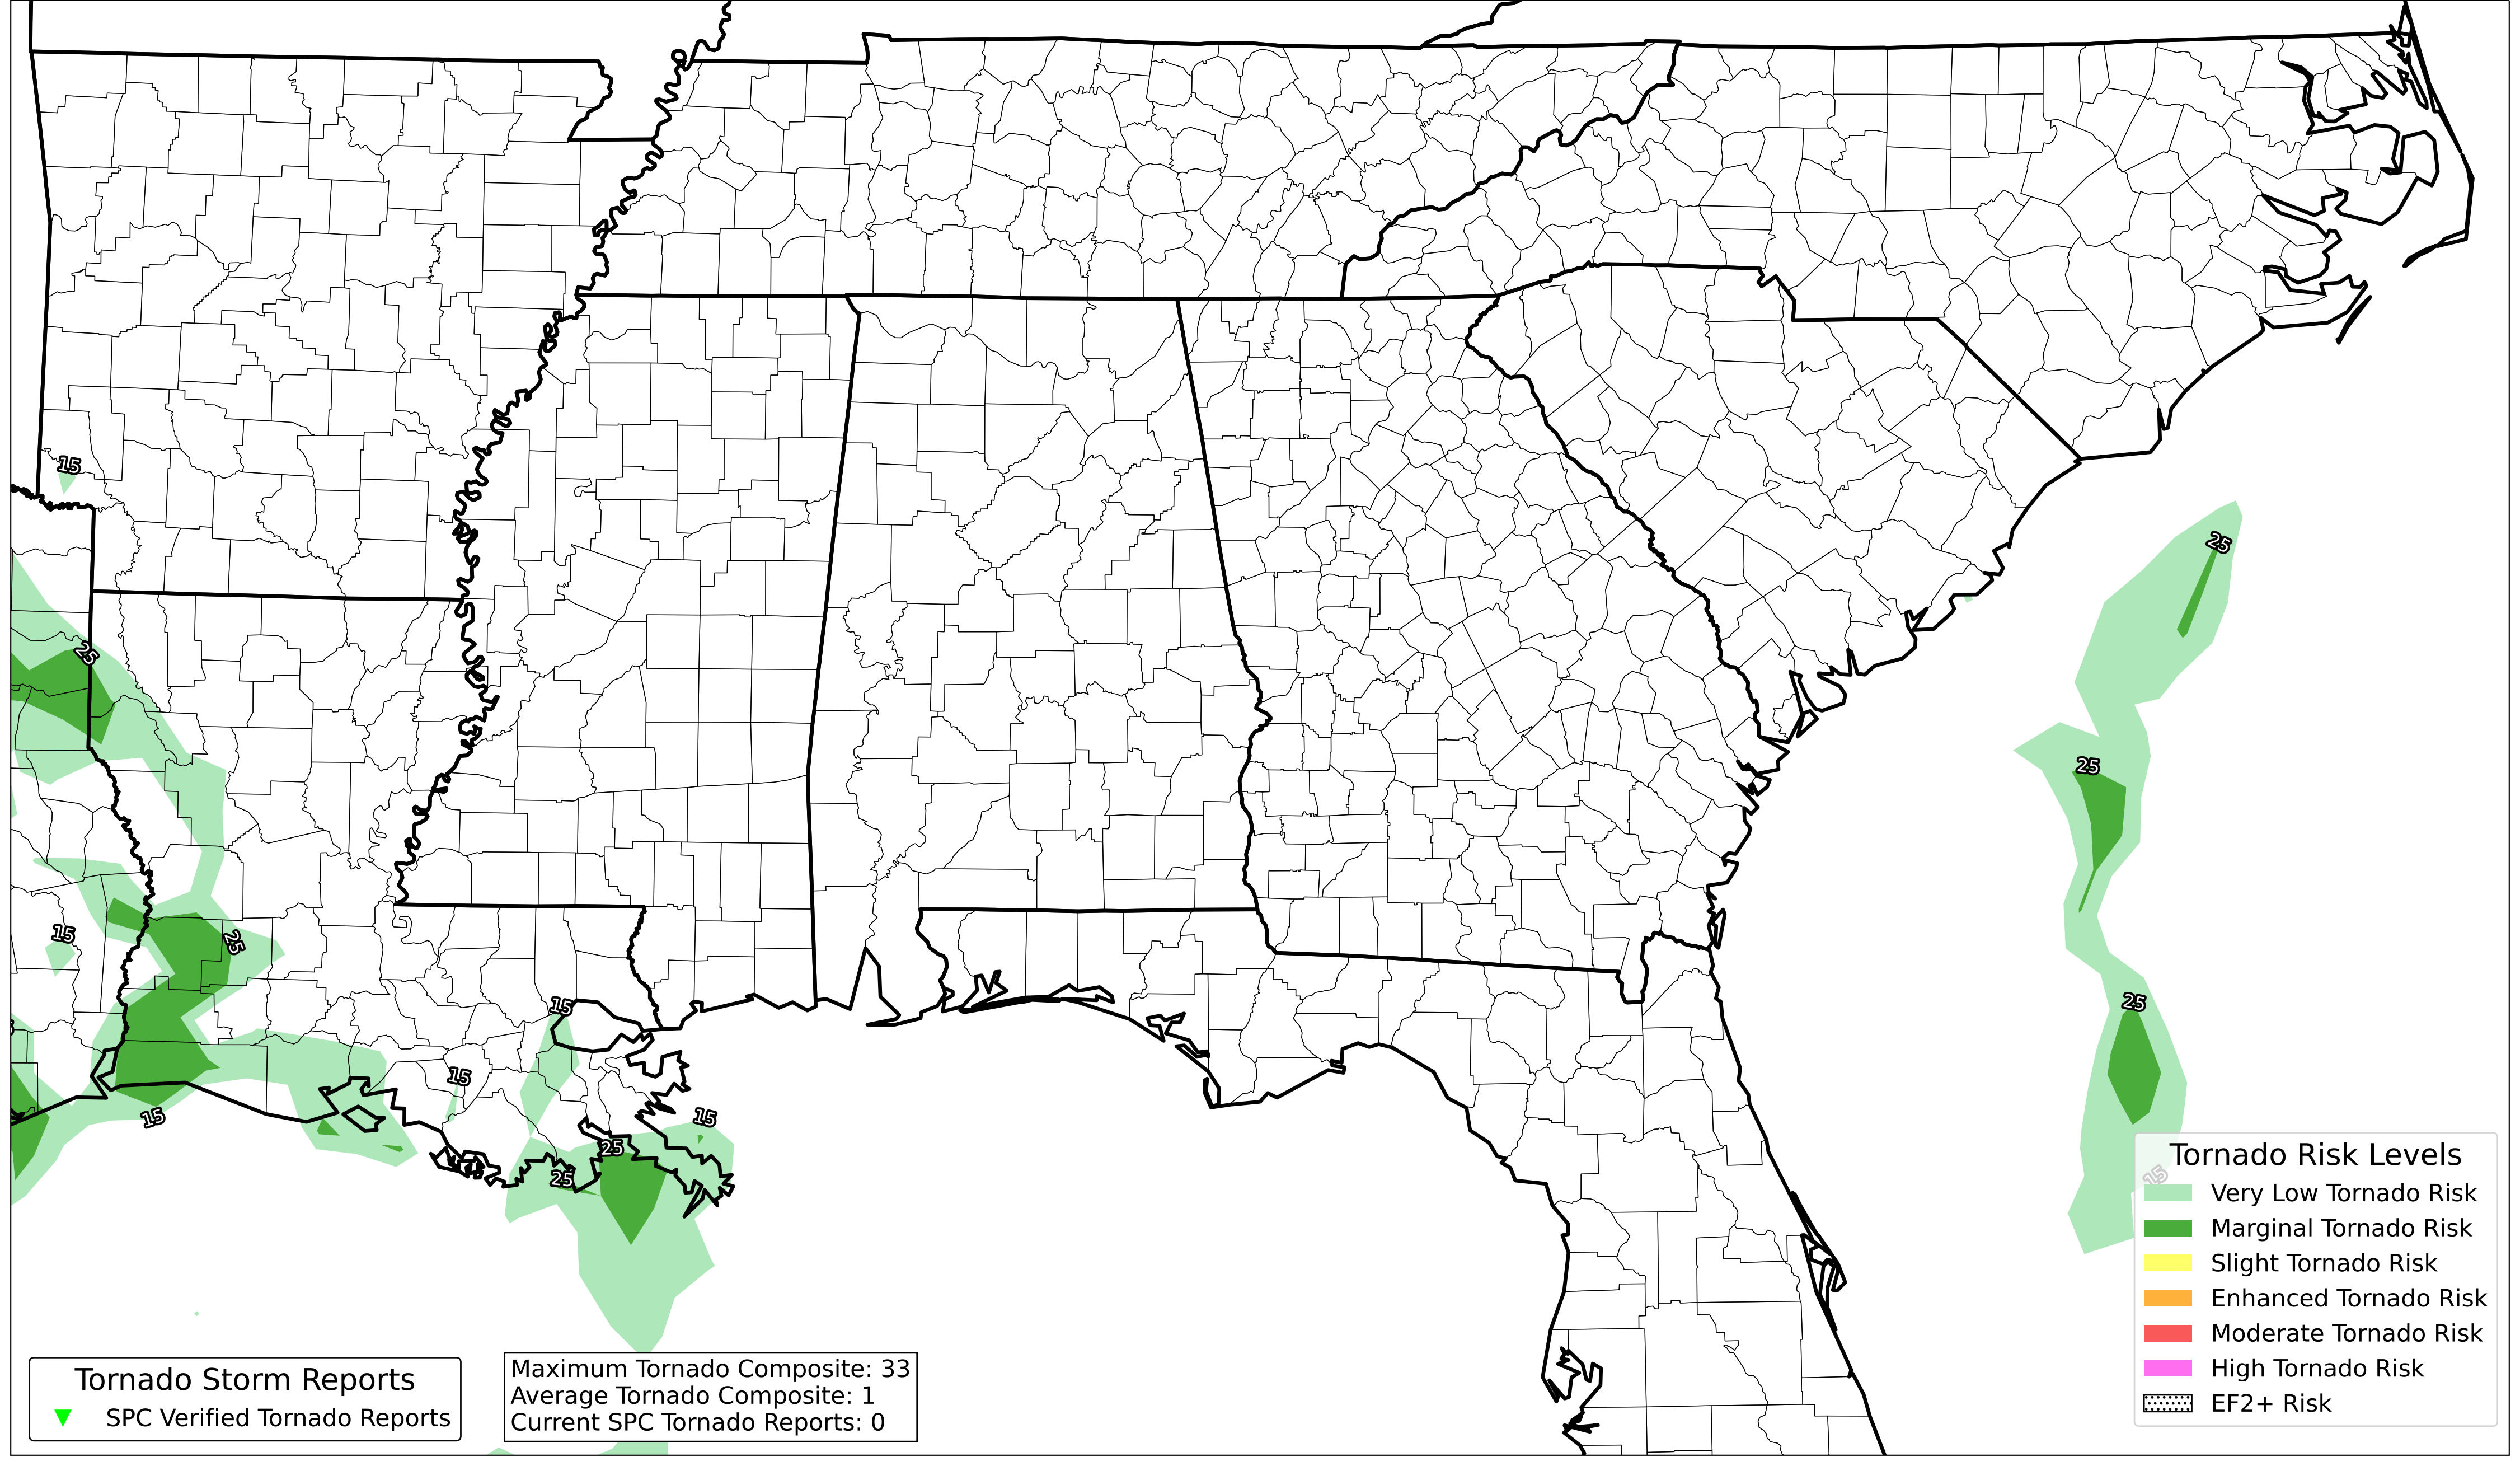 15
25
25
25
15
25
15
25
15
15
15
25
25
15
Tornado Risk Levels
Very Low Tornado Risk
Marginal Tornado Risk
Slight Tornado Risk
Enhanced Tornado Risk
Moderate Tornado Risk
High Tornado Risk
EF2+ Risk
Tornado Storm Reports
SPC Verified Tornado Reports
Maximum Tornado Composite: 33
Average Tornado Composite: 1
Current SPC Tornado Reports: 0